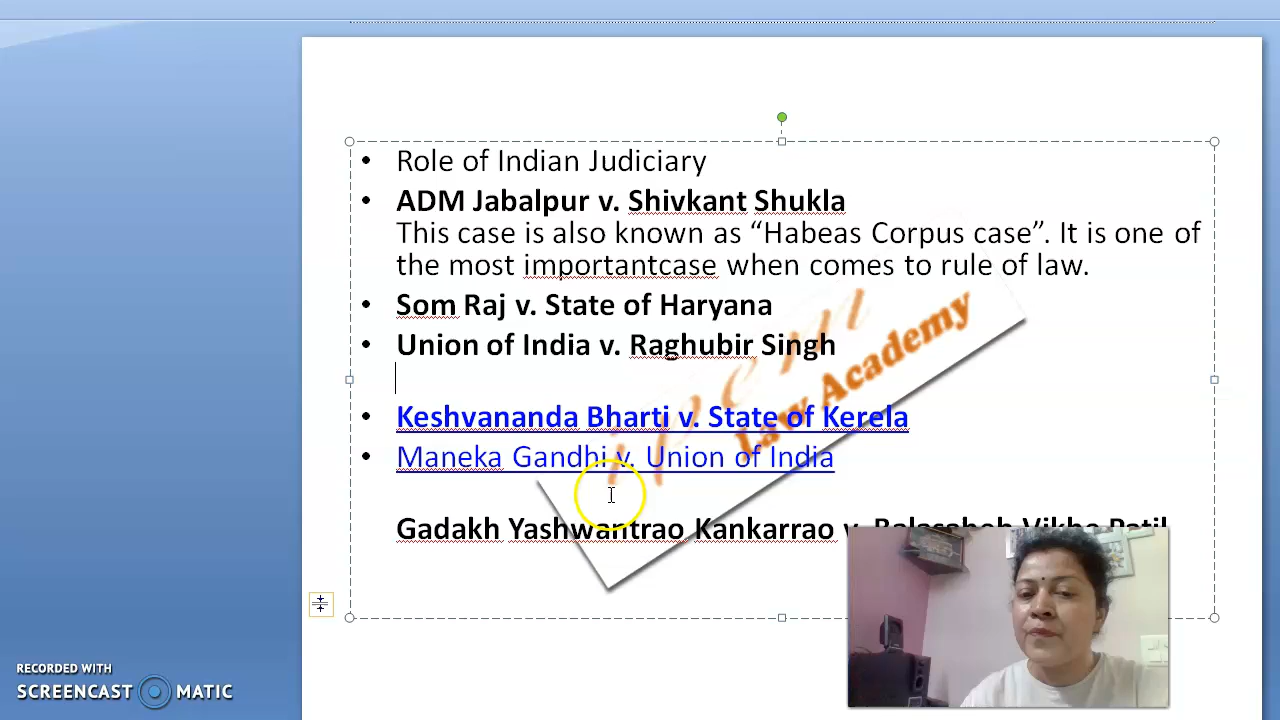 • Role of Indian Judiciary
• ADM Jabalpur v. Shivkant Shukla
This case is also known as “Habeas Corpus case”. It is one of
the most importantcase when comes to rule of law.
• Som Raj v. State of Haryana
• Union of India v. Raghubir Singh
• Keshvananda Bharti v. State of Kerela
• Maneka Gandhi v. Union of India
Gadakh Yashwantrao Kankarrao v. Balasaheb Vikhe Patil
ipem
Law Academy
RECORDED WITH
SCREENCAST MATIC